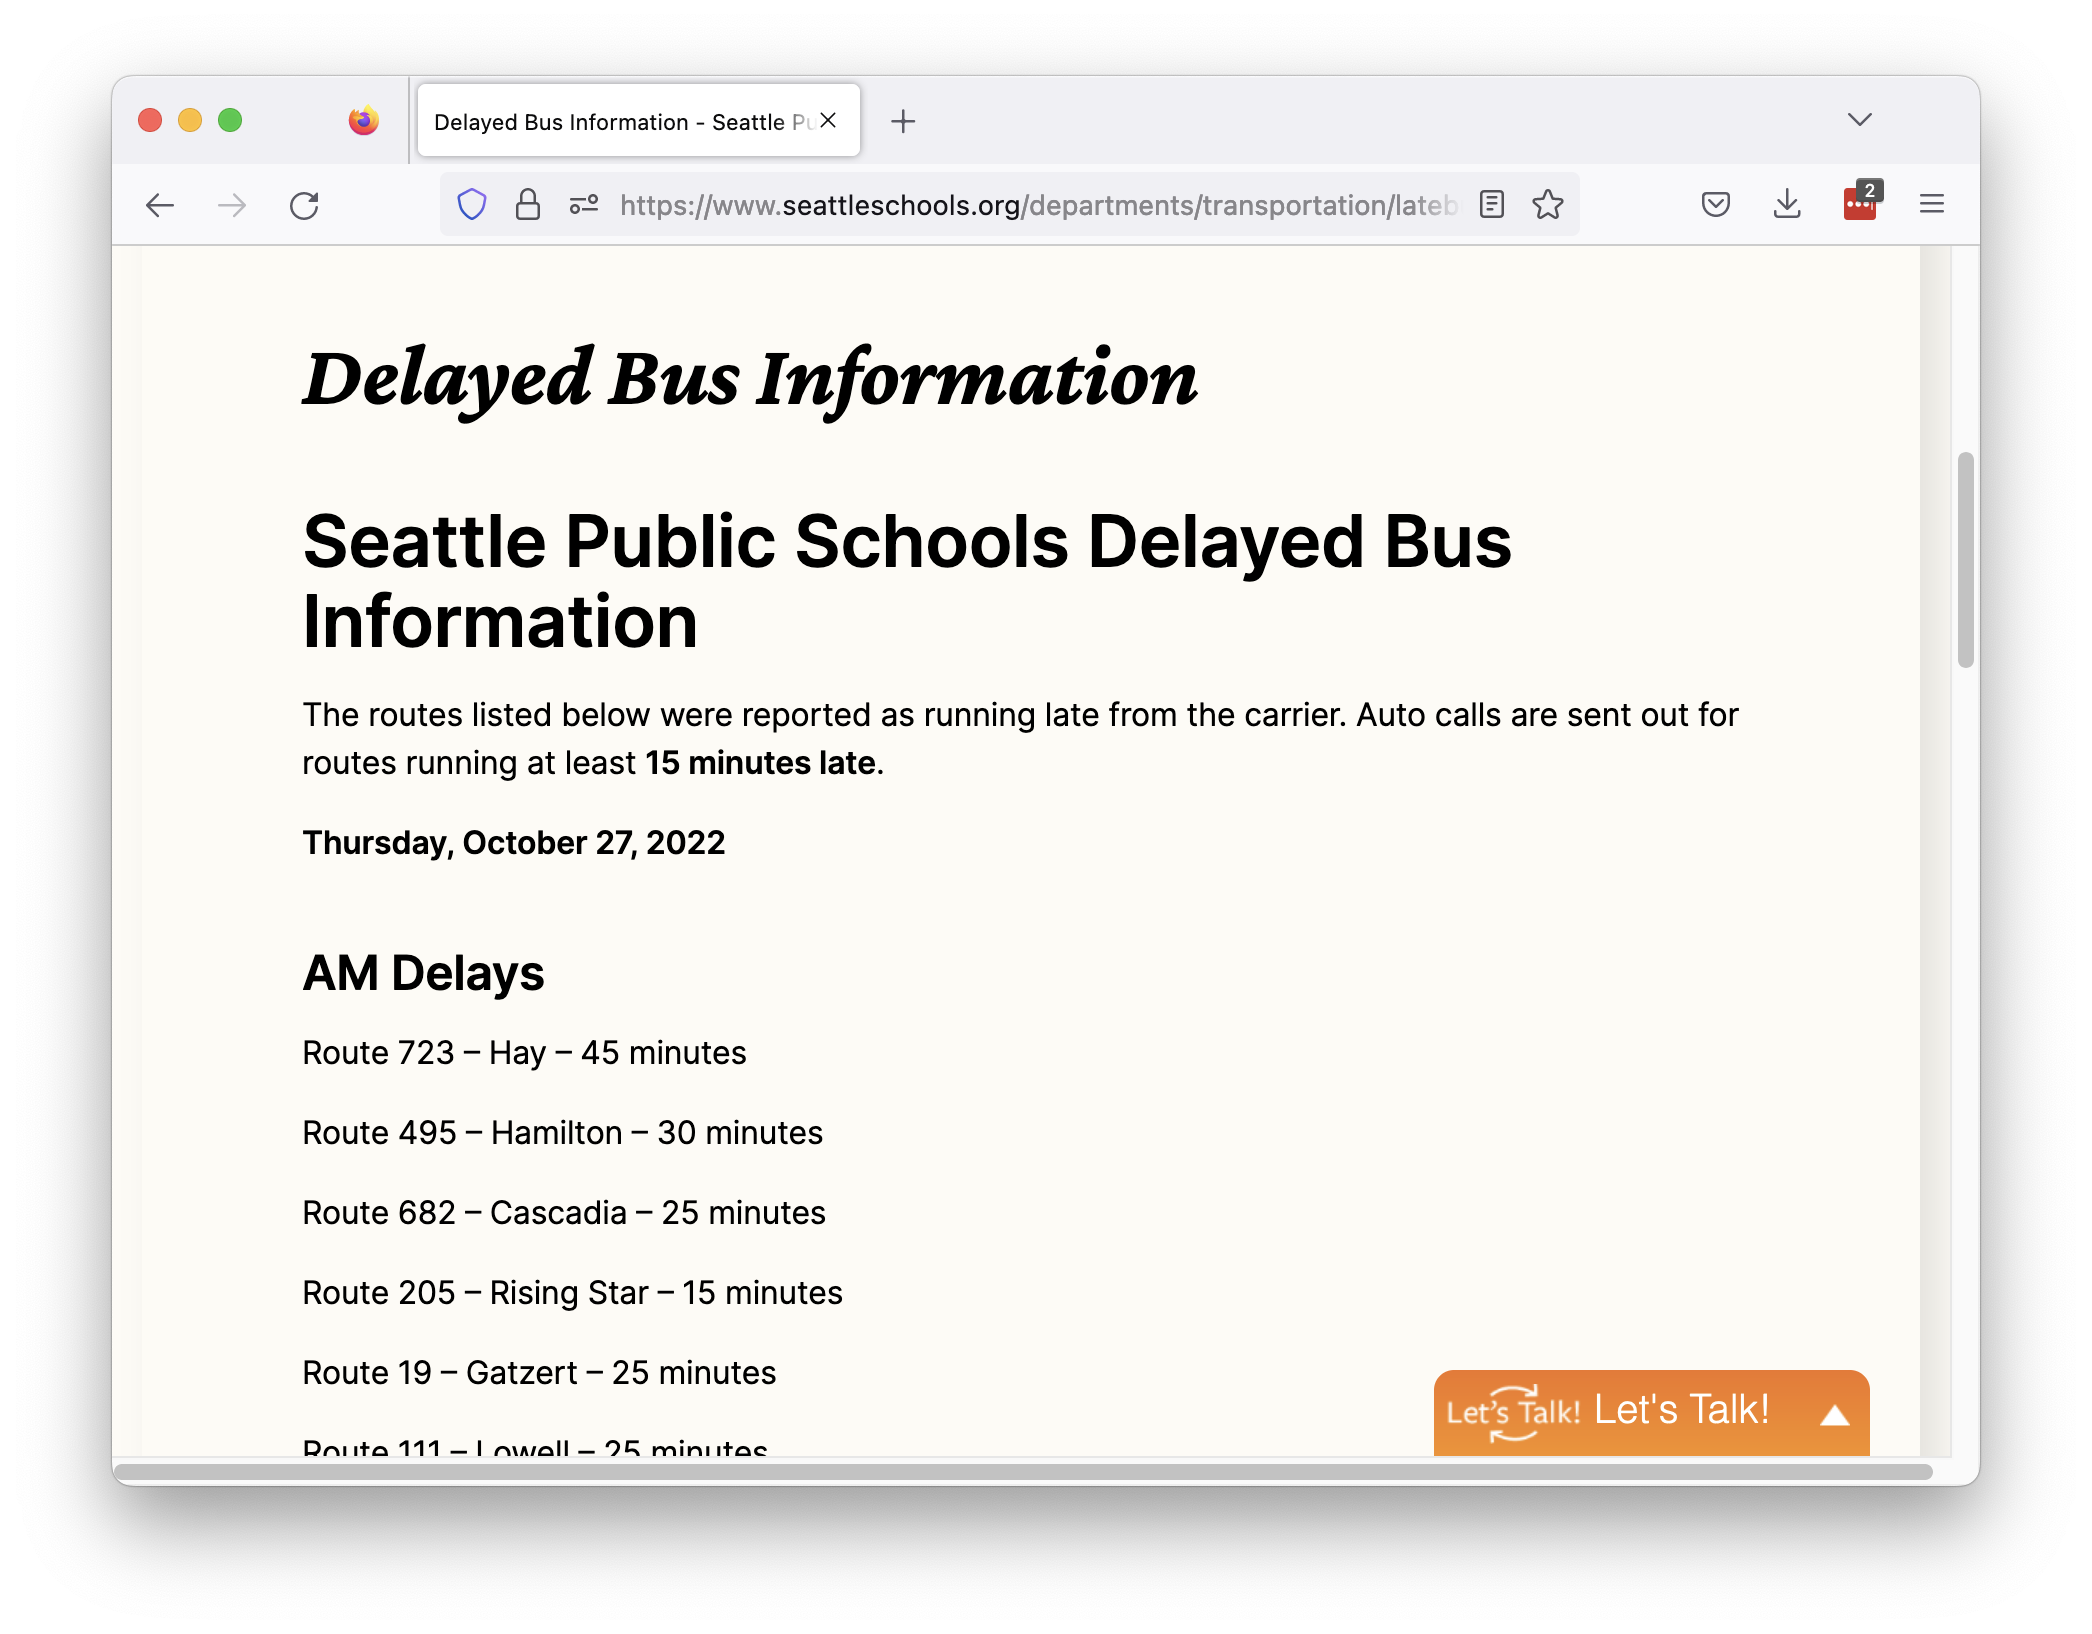 Delayed Bus Information - Seattle Pu
https://www.seattleschools.org/departments/transportation/lateb
2
Delayed Bus Information
Seattle Public Schools Delayed Bus
Information
The routes listed below were reported as running late from the carrier. Auto calls are sent out for
routes running at least 15 minutes late.
Thursday, October 27, 2022
AM Delays
Route 723 – Hay – 45 minutes
Route 495 – Hamilton – 30 minutes
Route 682 – Cascadia – 25 minutes
Route 205 – Rising Star – 15 minutes
Route 19 – Gatzert – 25 minutes
Route 111 – Lowell – 25 minutes
Let's Talk! Let's Talk!